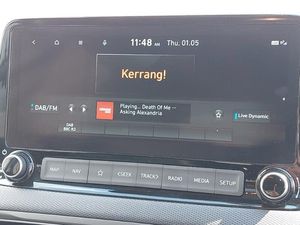 11:48 AM Thu, 01.05
Kerrang!
DAB/FM
Playing.. Death Of Me --
Asking Alexandria
Live Dynamic
DAB
BBC R2
MAP NAV SEEK TRACK RADIO MEDIA SETUP